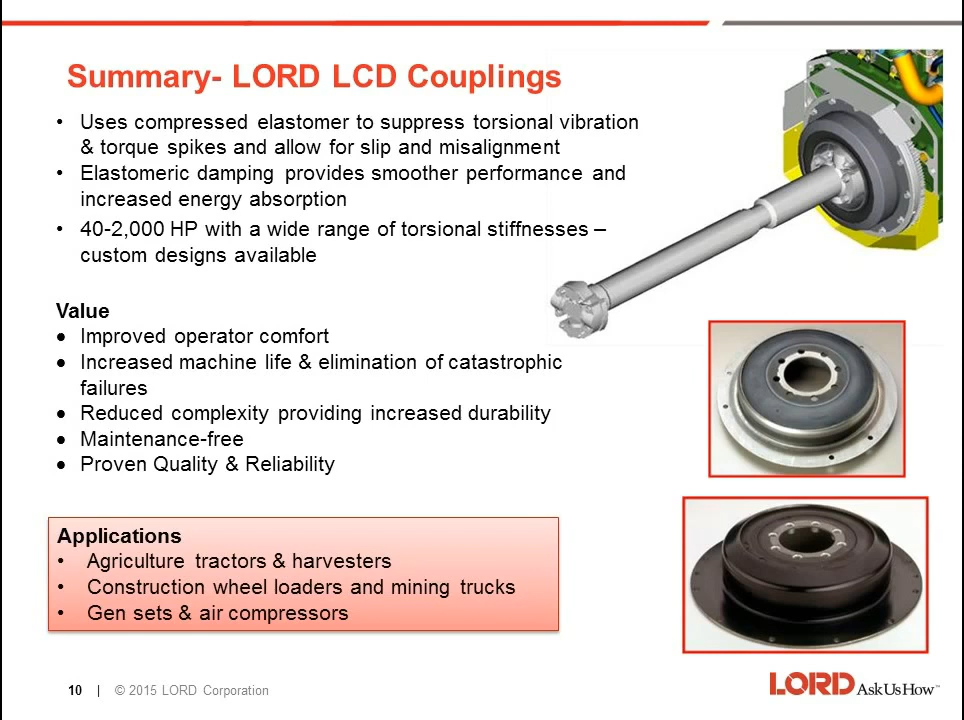 Summary- LORD LCD Couplings
• Uses compressed elastomer to suppress torsional vibration
& torque spikes and allow for slip and misalignment
• Elastomeric damping provides smoother performance and
increased energy absorption
• 40-2,000 HP with a wide range of torsional stiffnesses –
custom designs available
Value
• Improved operator comfort
• Increased machine life & elimination of catastrophic
failures
• Reduced complexity providing increased durability
• Maintenance-free
• Proven Quality & Reliability
Applications
• Agriculture tractors & harvesters
• Construction wheel loaders and mining trucks
• Gen sets & air compressors
10 | © 2015 LORD Corporation
LORD AskUsHow™